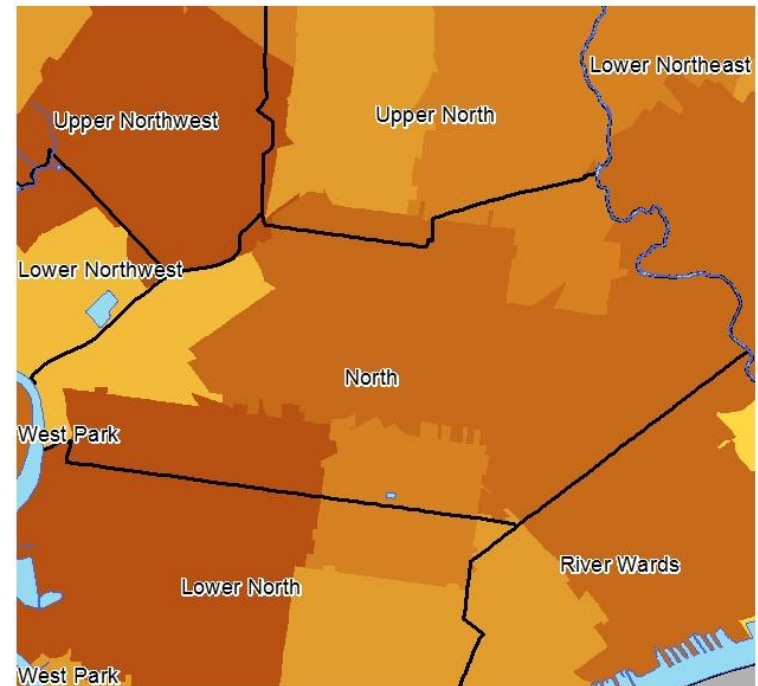 Lower Northeast
Upper Northwest
Upper North
Lower Northwest
North
West Park
River Wards
Lower North
West Park